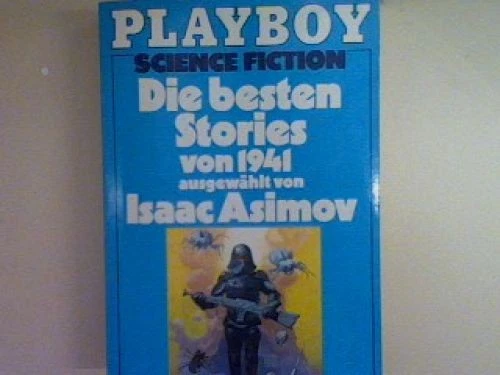 PLAYBOY
SCIENCE FICTION
Die besten
Stories
von 1941
ausgewählt von
Isaac Asimov